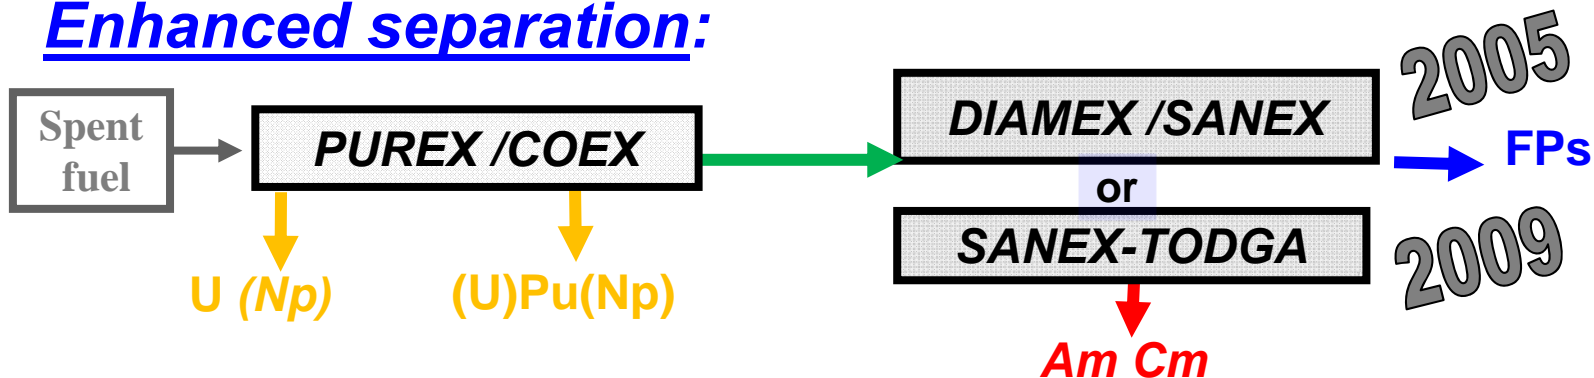 Enhanced separation:
Spent
fuel
PUREX /COEX
U (Np)
(U)Pu(Np)
DIAMEX /SANEX
or
SANEX-TODGA
Am Cm
2005
FPs
2009